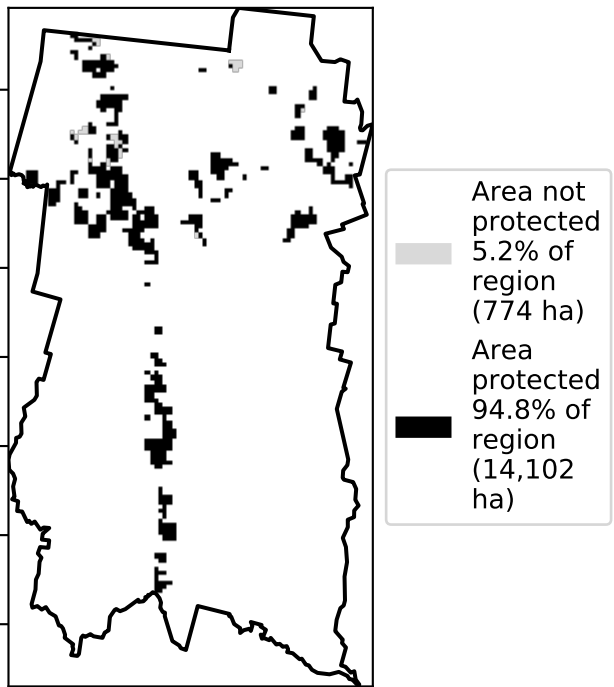 Area not
protected
5.2% of
region
(774 ha)
Area
protected
94.8% of
region
(14,102
ha)